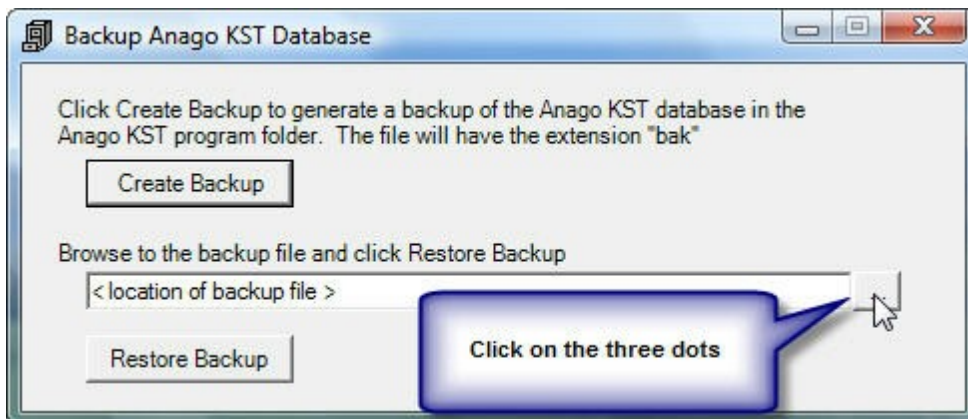 Backup Anago KST Database
Click Create Backup to generate a backup of the Anago KST database in the
Anago KST program folder. The file will have the extension "bak"
Create Backup
Browse to the backup file and click Restore Backup
< location of backup file >
Click on the three dots
Restore Backup